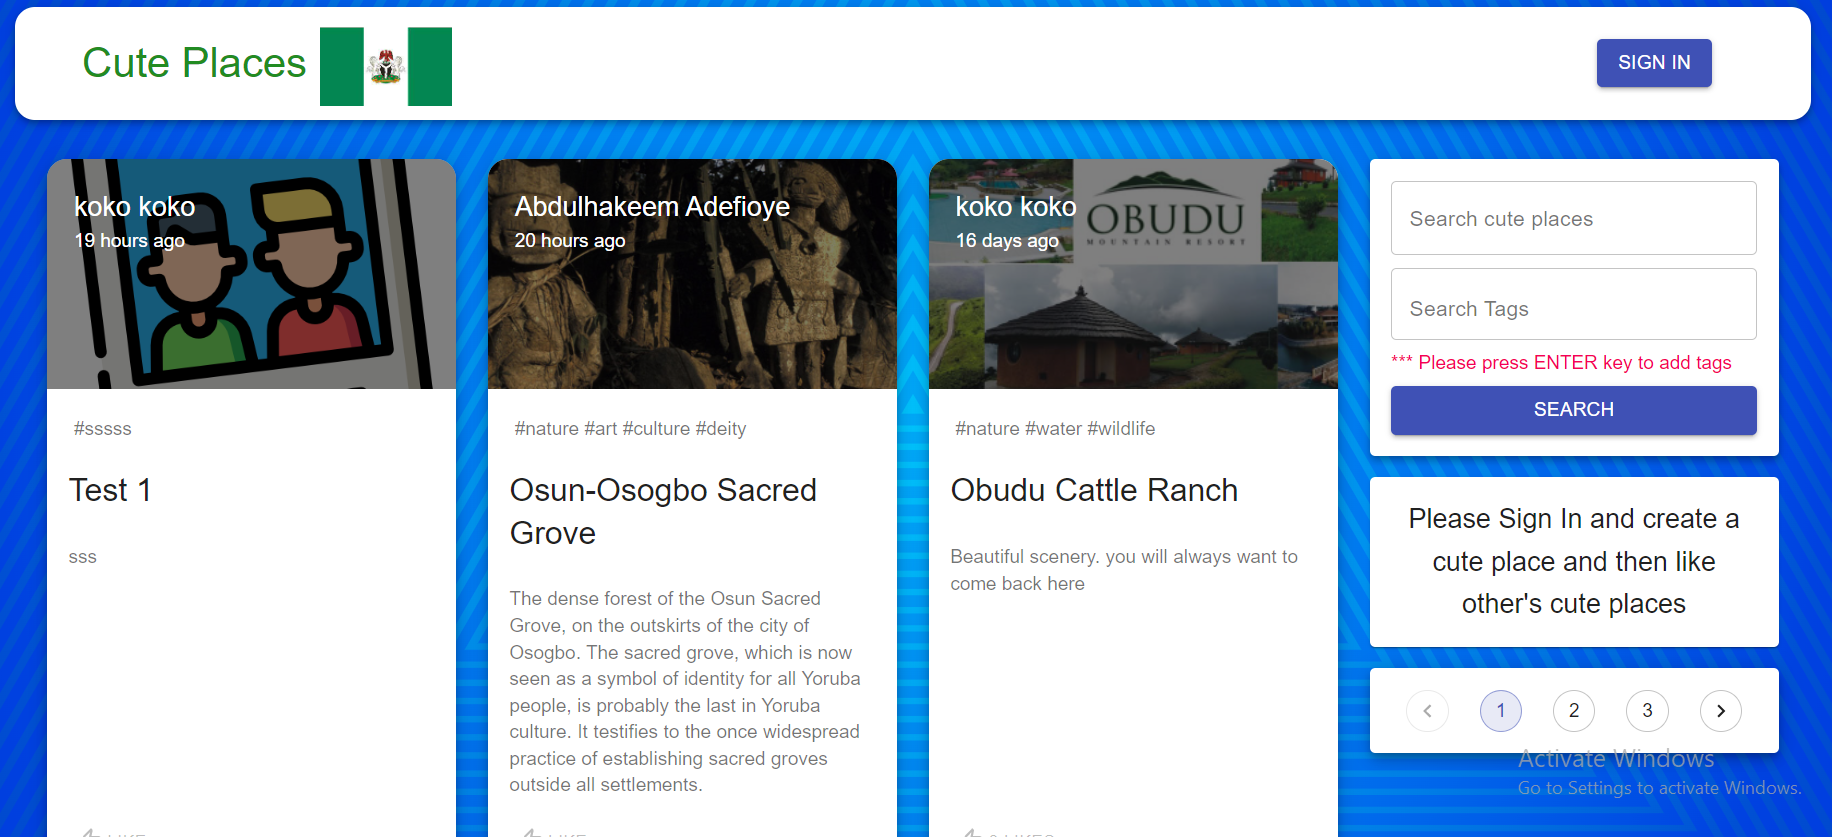 Cute Places
SIGN IN
koko koko
19 hours ago
#sssss
Test 1
sss
LIKE
Abdulhakeem Adefioye
20 hours ago
#nature #art #culture #deity
Osun-Osogbo Sacred
Grove
The dense forest of the Osun Sacred
Grove, on the outskirts of the city of
Osogbo. The sacred grove, which is now
seen as a symbol of identity for all Yoruba
people, is probably the last in Yoruba
culture. It testifies to the once widespread
practice of establishing sacred groves
outside all settlements.
LIKE
koko koko
16 days ago
OBUDU
MOUNTAIN RESORT
#nature #water #wildlife
Obudu Cattle Ranch
Beautiful scenery. you will always want to
come back here
LIKES
Search cute places
Search Tags
*** Please press ENTER key to add tags
SEARCH
Please Sign In and create a
cute place and then like
other's cute places
1 2 3
Activate Windows
Go to Settings to activate Windows.